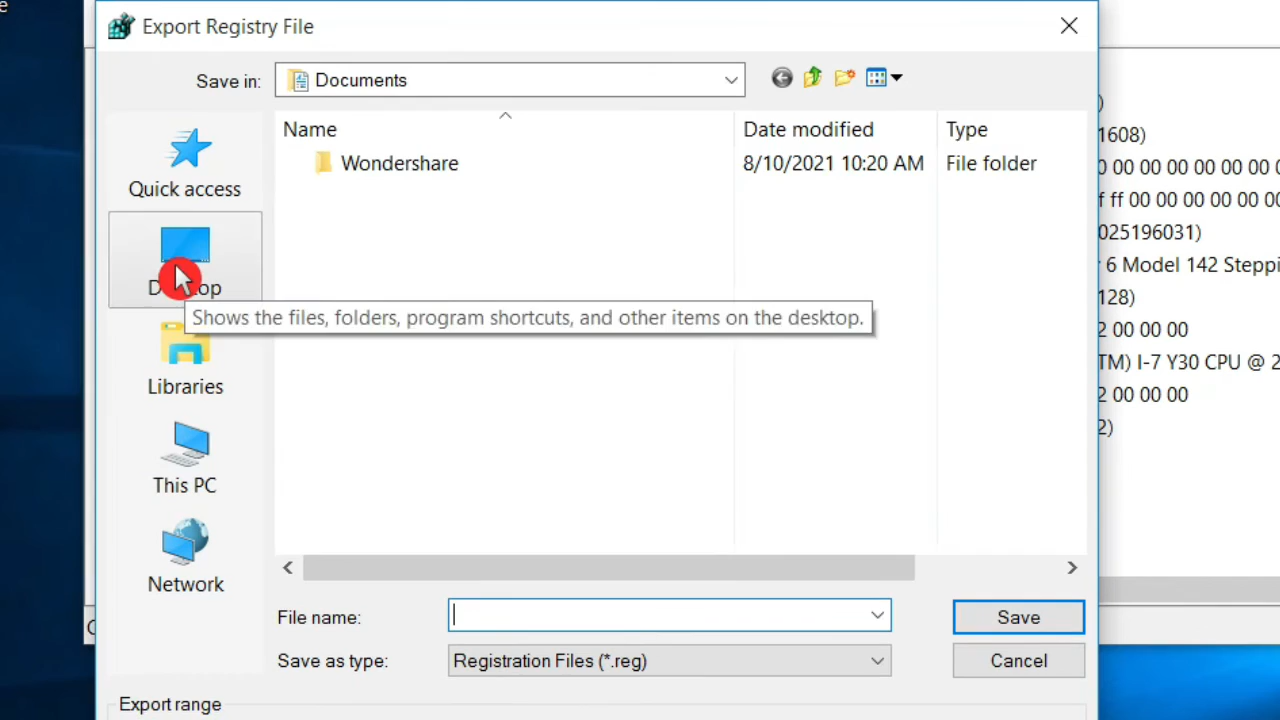 Export Registry File
Save in:
Documents
Name
Date modified
Type
Wondershare
8/10/2021 10:20 AM
File folder
Quick access
Shows the files, folders, program shortcuts, and other items on the desktop.
Libraries
This PC
Network
File name:
Save
Save as type:
Registration Files (*.reg)
Cancel
Export range
)
1608)
00 00 00 00 00 00
f ff 00 00 00 00 00 00
025196031)
6 Model 142 Steppi
128)
2 00 00 00
TM) I-7 Y30 CPU @ 2
2 00 00 00
2)